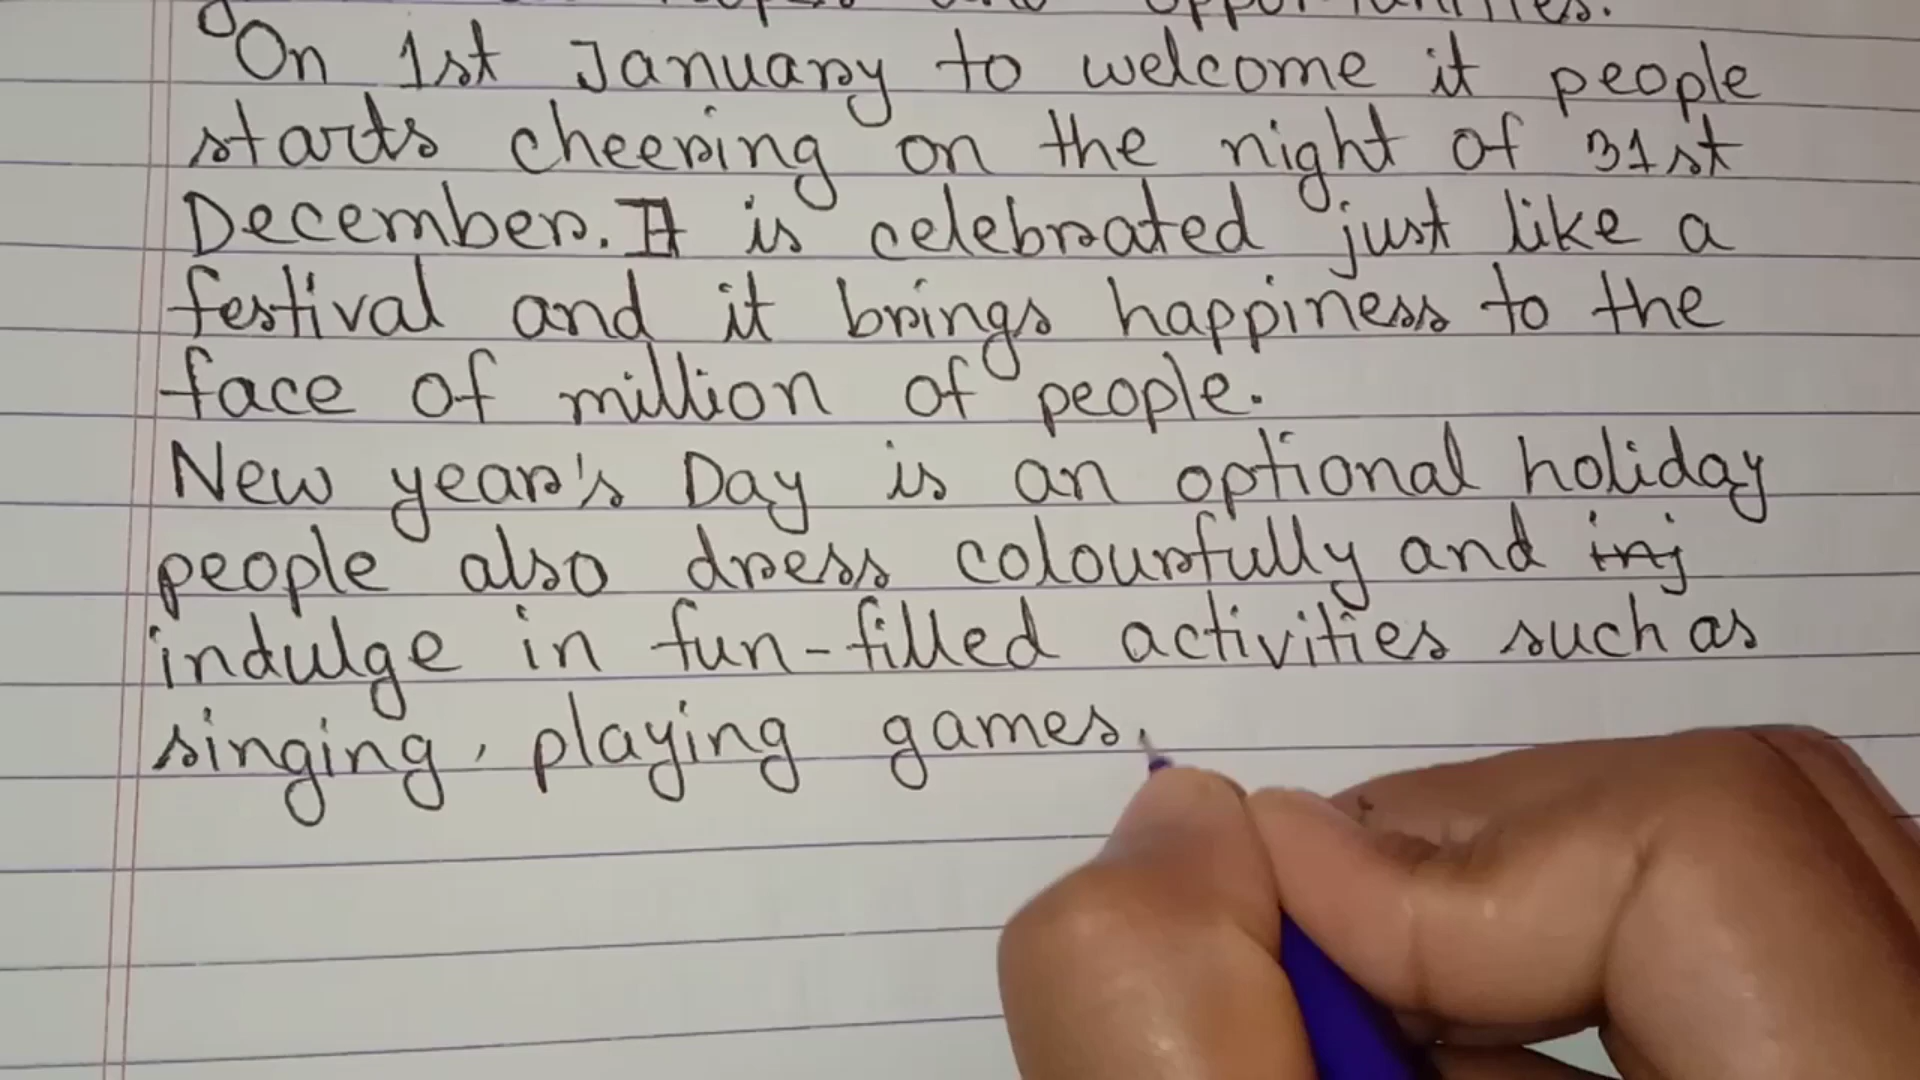 opportunities.
On 1st January to welcome it people
starts cheering on the night of 31st
December. It is celebrated just like a
festival and it brings happiness to the
face of million of people.
New year's Day is an optional holiday
people also dress colourfully and inj
indulge in fun-filled activities such as
singing, playing games,